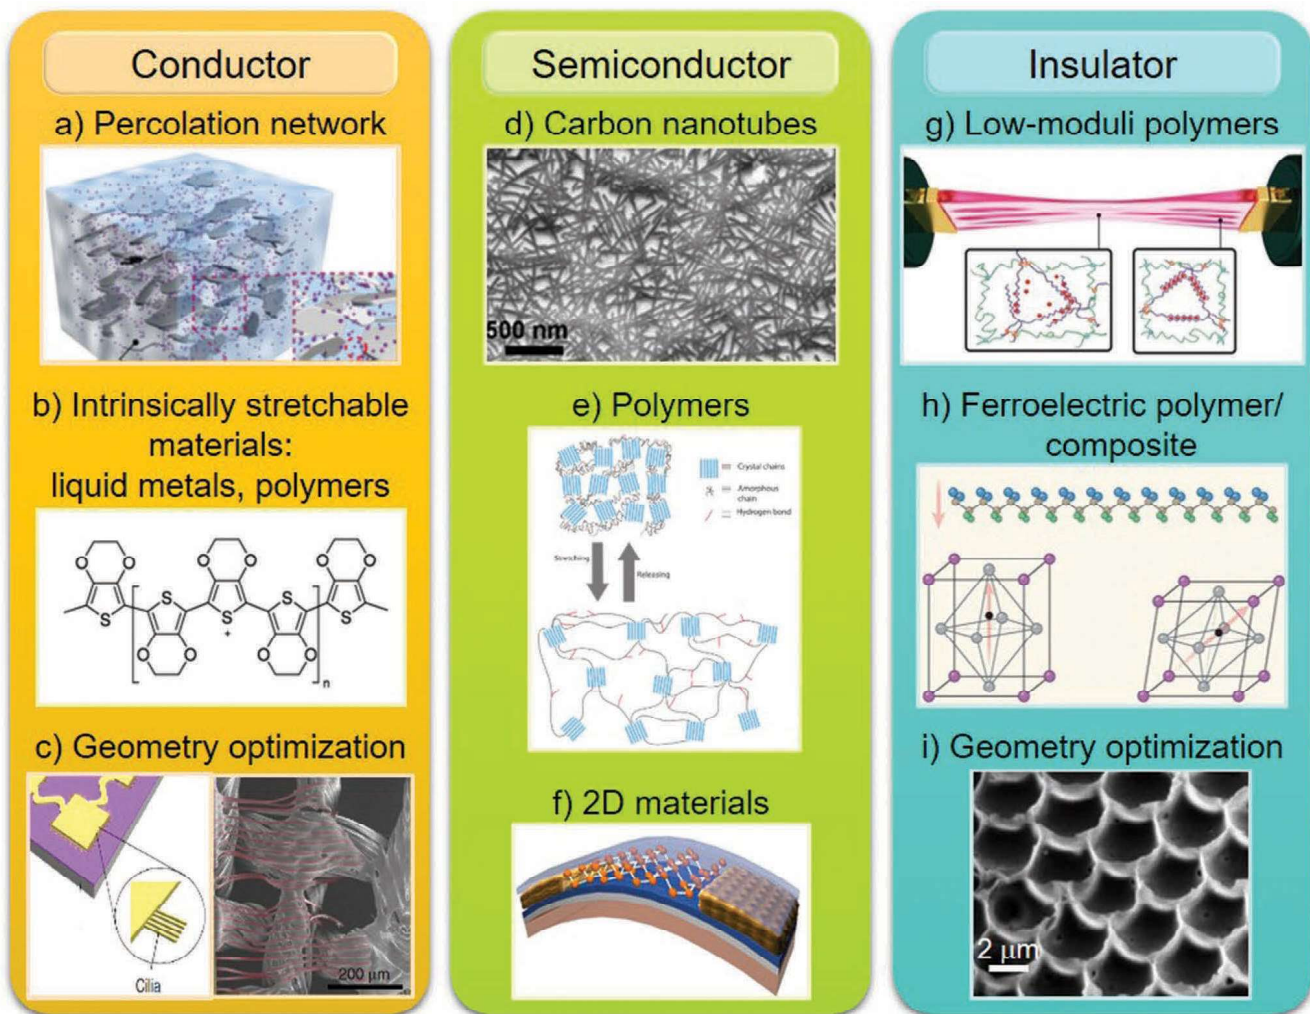 Conductor
a) Percolation network
b) Intrinsically stretchable
materials:
liquid metals, polymers
O
O
S
S
O
O
O
O
S
+
S
O
O
O
O
S
n
c) Geometry optimization
Cilia
200 μm
Semiconductor
d) Carbon nanotubes
500 nm
e) Polymers
Crystal chains
Amorphous
chain
Hydrogen bond
Stretching
Releasing
f) 2D materials
Insulator
g) Low-moduli polymers
h) Ferroelectric polymer/
composite
i) Geometry optimization
2 μm